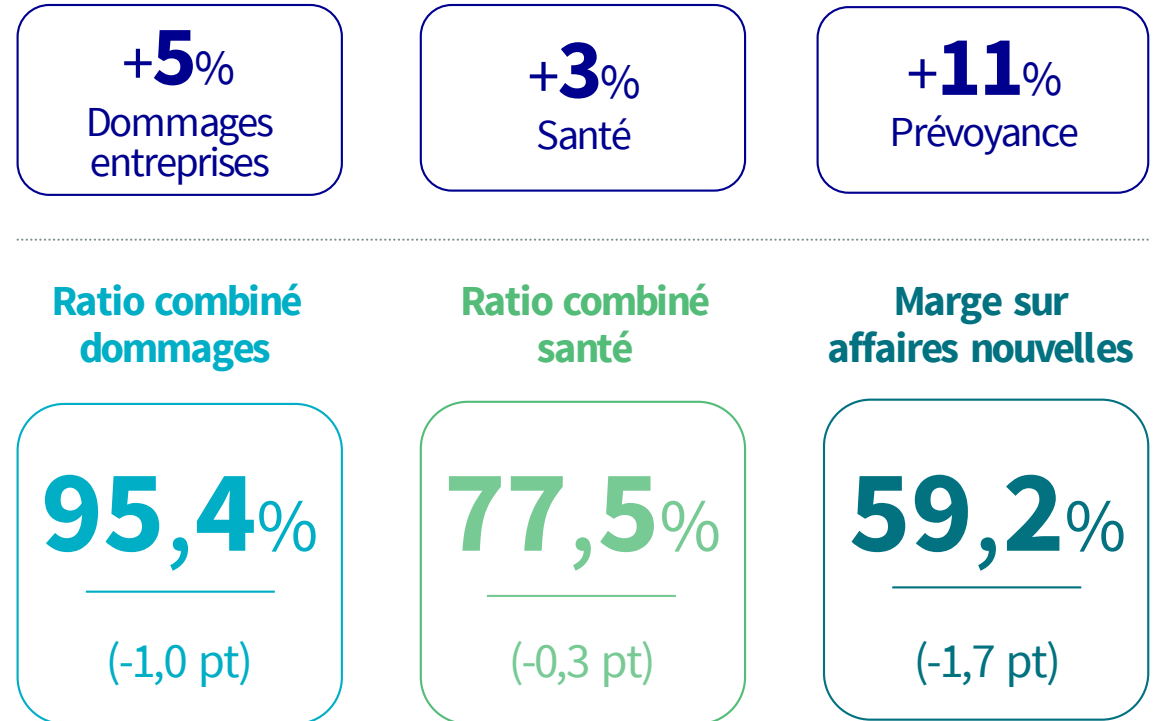 +5%
Dommages
entreprises
+3%
Santé
+11%
Prévoyance
Ratio combiné
dommages
95,4%
(-1,0 pt)
Ratio combiné
santé
77,5%
(-0,3 pt)
Marge sur
affaires nouvelles
59,2%
(-1,7 pt)